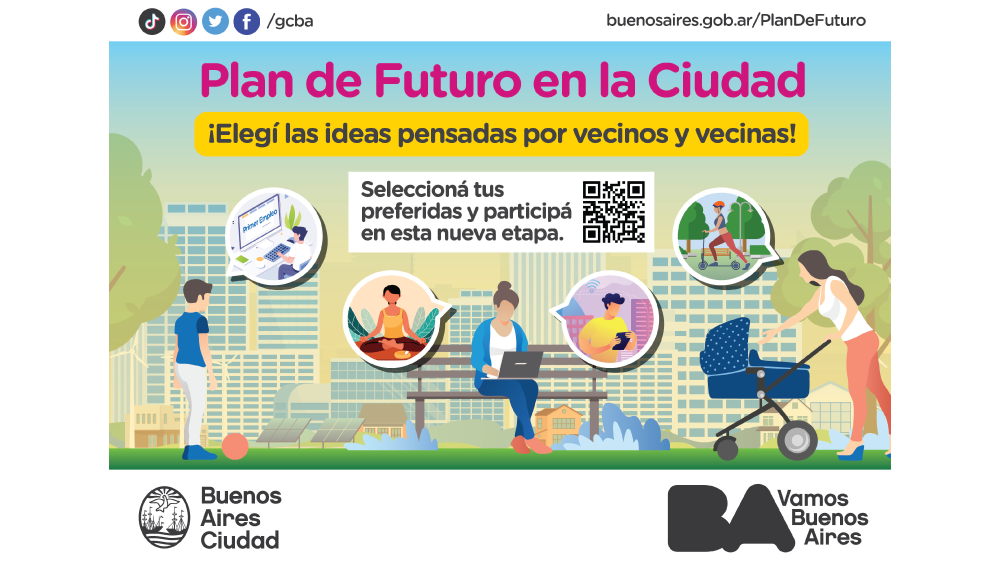 /gcba
buenosaires.gob.ar/PlanDeFuturo
Plan de Futuro en la Ciudad
¡Elegí las ideas pensadas por vecinos y vecinas!
Seleccioná tus
preferidas y participá
en esta nueva etapa.
Primer Empleo
Buenos
Aires
Ciudad
BA
Vamos
Buenos
Aires